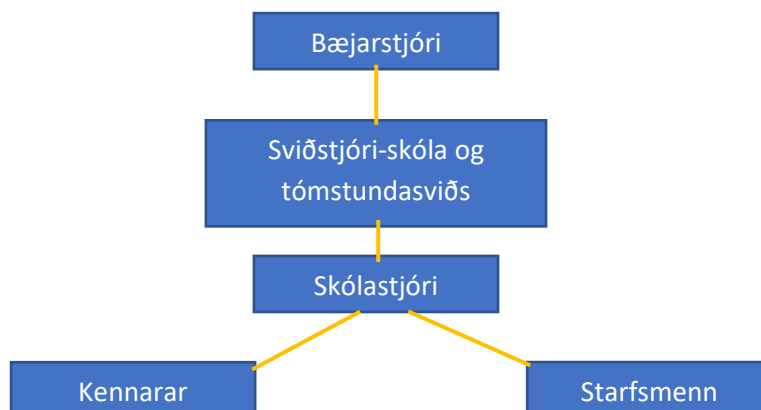 Bæjarstjóri
Sviðstjóri-skóla og
tómstundasviðs
Skólastjóri
Kennarar
Starfsmenn